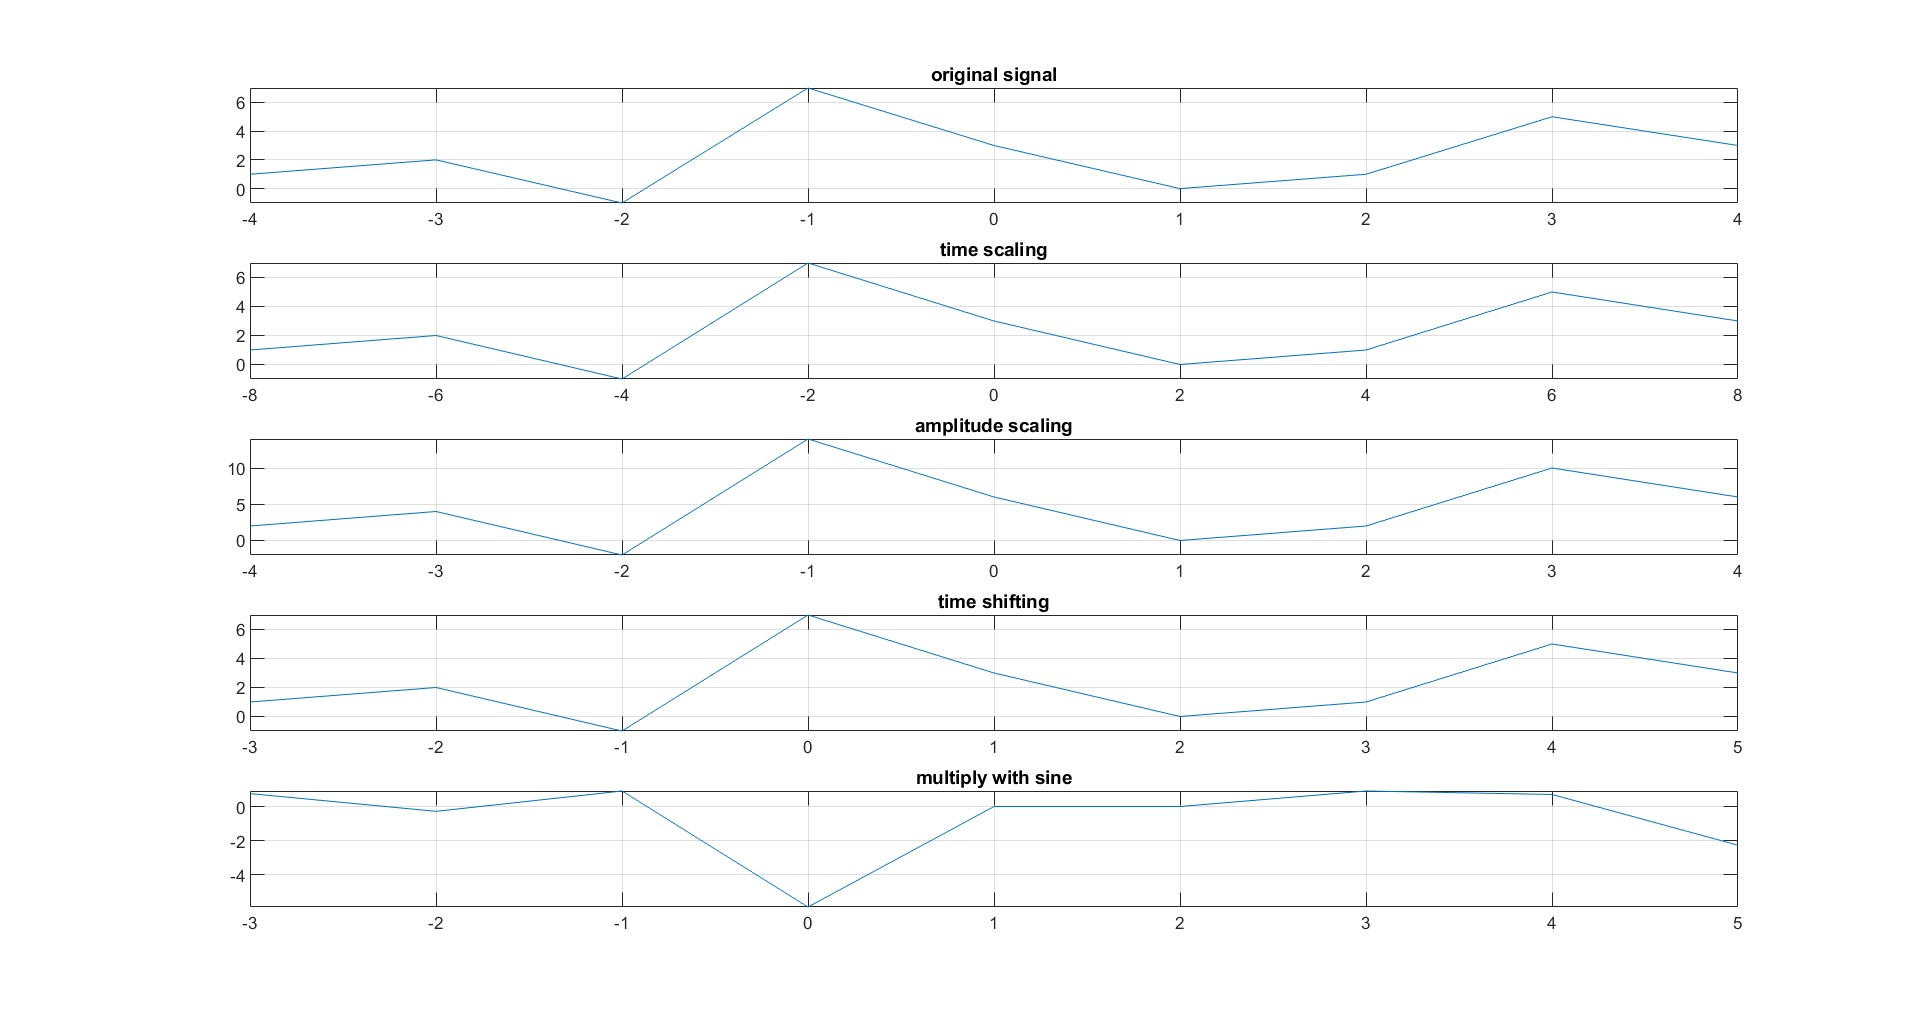 original signal
6
4
2
0
-4 -3 -2 -1 0 1 2 3 4
time scaling
6
4
2
0
-8 -6 -4 -2 0 2 4 6 8
amplitude scaling
10
5
0
-4 -3 -2 -1 0 1 2 3 4
time shifting
6
4
2
0
-3 -2 -1 0 1 2 3 4 5
multiply with sine
0
-2
-4
-3 -2 -1 0 1 2 3 4 5